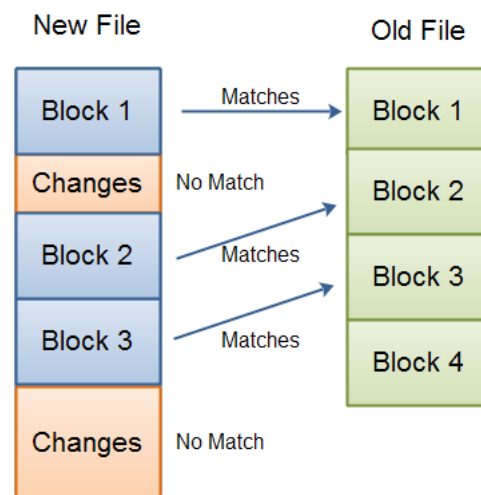 New File
Old File
Block 1
Matches
Block 1
Changes
No Match
Block 2
Block 2
Matches
Block 3
Block 3
Matches
Block 4
Changes
No Match